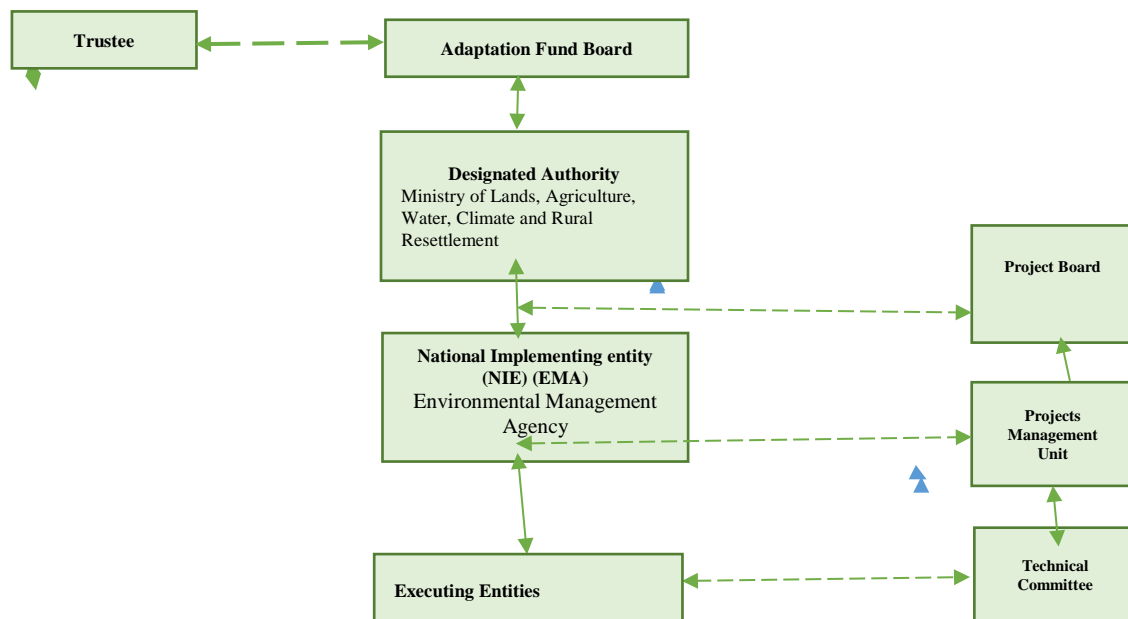 Trustee
Adaptation Fund Board
Designated Authority
Ministry of Lands, Agriculture,
Water, Climate and Rural
Resettlement
Project Board
National Implementing entity
(NIE) (EMA)
Environmental Management
Agency
Projects
Management
Unit
Executing Entities
Technical
Committee